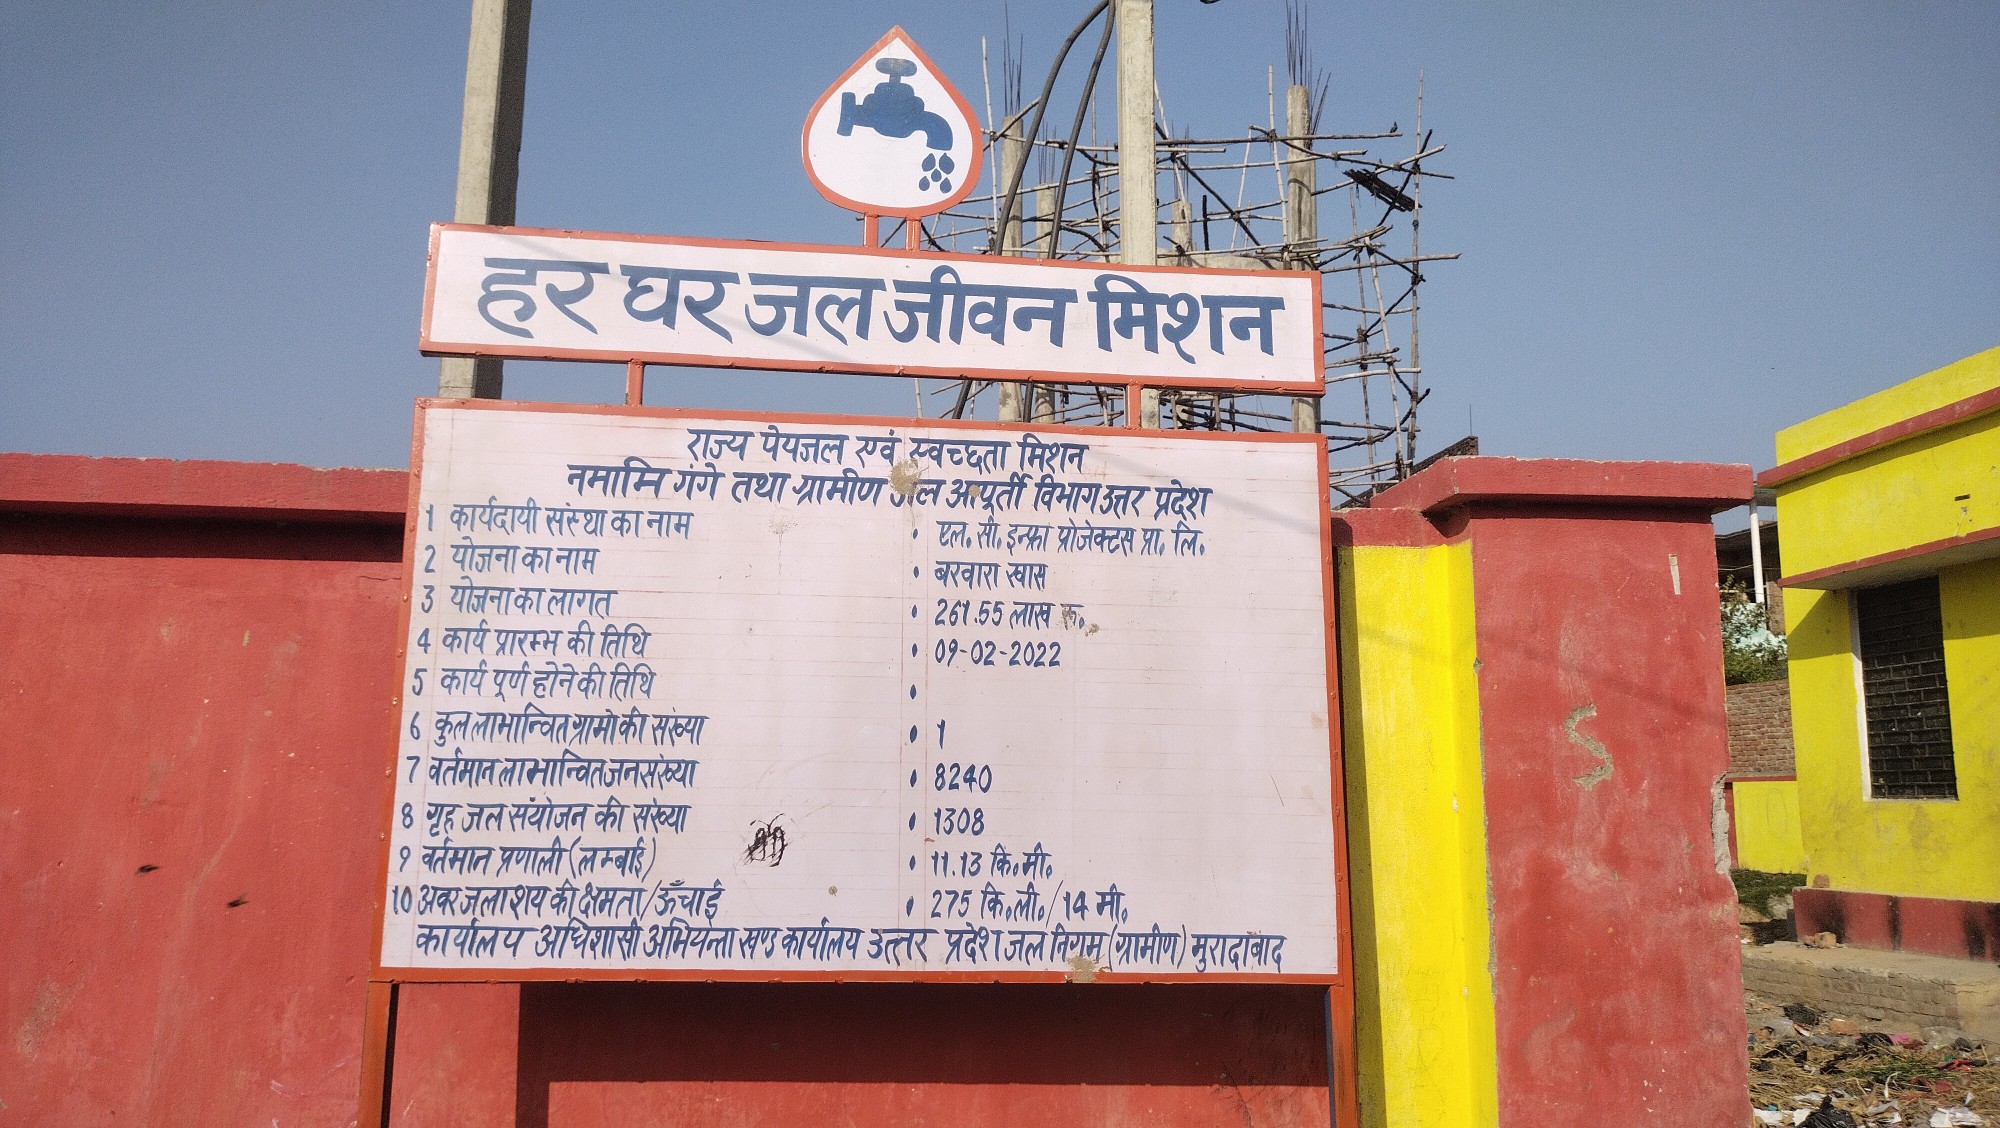 हर घर जल जीवन मिशन
राज्य पेयजल एवं स्वच्छता मिशन
नमामि गंगे तथा ग्रामीण जल आपूर्ती विभाग उत्तर प्रदेश
1 कार्यदायी संस्था का नाम • एल. सी. इन्फ्रा प्रोजेक्टस प्रा. लि.
2 योजना का नाम • बरवारा खास
3 योजना का लागत • 261.55 लाख रू.
4 कार्य प्रारम्भ की तिथि • 09-02-2022
5 कार्य पूर्ण होने की तिथि •
6 कुल लाभान्वित ग्रामो की संख्या • 1
7 वर्तमान लाभान्वित जनसंख्या • 8240
8 गृह जल संयोजन की संख्या • 1308
9 वर्तमान प्रणाली (लम्बाई) • 11.13 कि.मी.
10 अवर जलाशय की क्षमता/ऊँचाई • 275 कि.ली./14 मी.
कार्यालय अधिशासी अभियन्ता खण्ड कार्यालय उत्तर प्रदेश जल निगम (ग्रामीण) मुरादाबाद